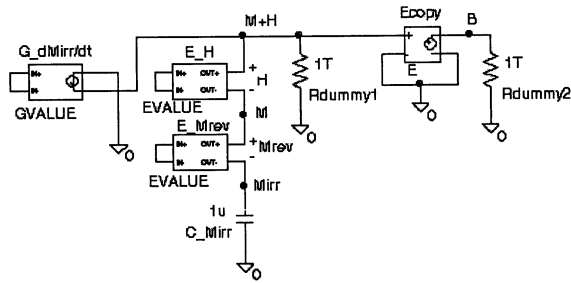 Ecopy
M+H
B
G_dMirr/dt
E_H
IN+ OUT+
IN- OUT-
+
H
-
EVALUE
1T
Rdummy1
+
-
E
1T
Rdummy2
IN+
IN-
GVALUE
M
E_Mrev
IN+ OUT+
IN- OUT-
+
Mrev
-
EVALUE
Mirr
1u
C_Mirr
0
0
0
0
0